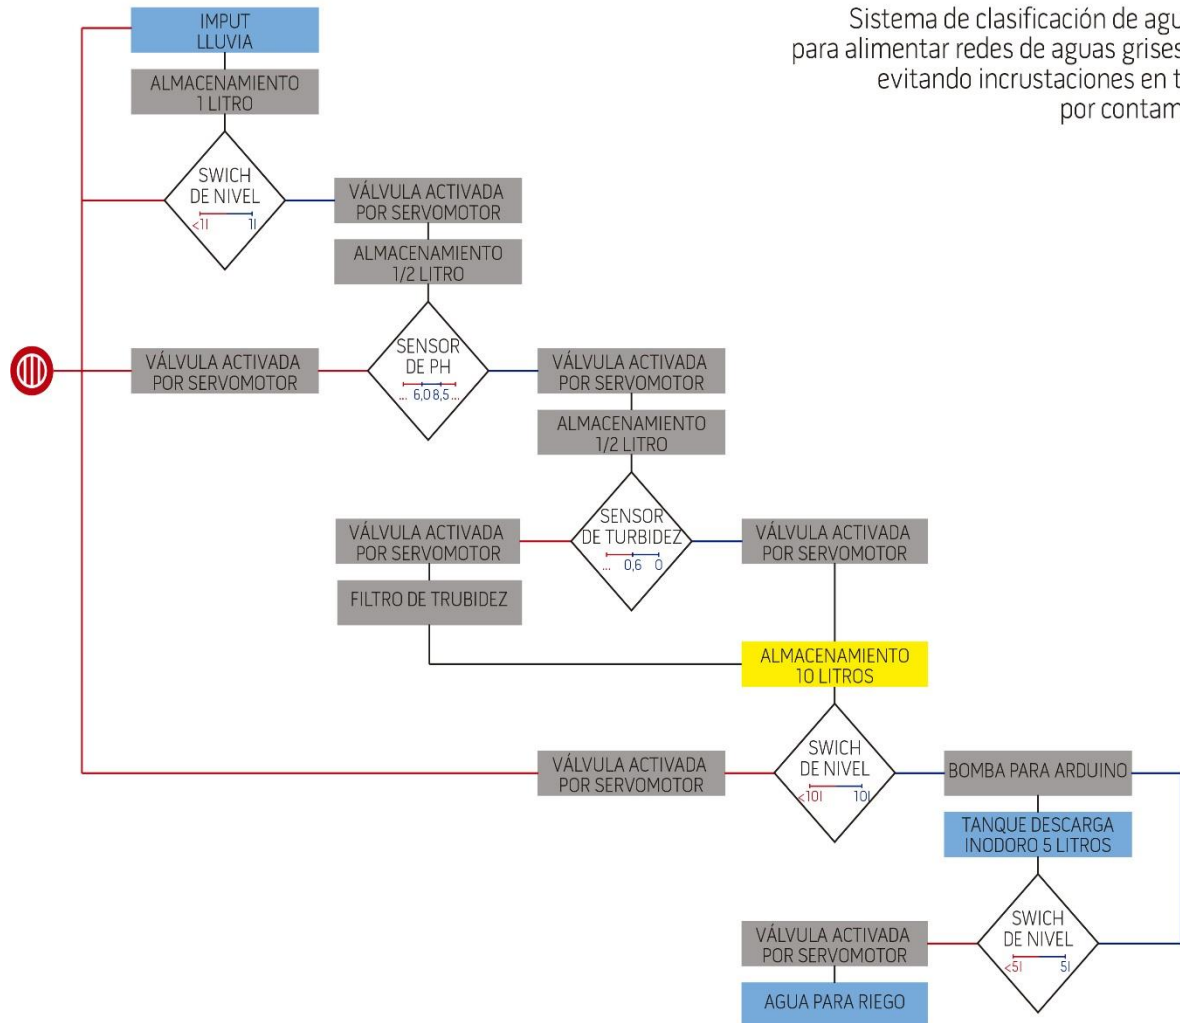 Sistema de clasificación de agu
para alimentar redes de aguas grises
evitando incrustaciones en t
por contam
IMPUT
LLUVIA
ALMACENAMIENTO
1 LITRO
SWICH
DE NIVEL
<1l 1l
VÁLVULA ACTIVADA
POR SERVOMOTOR
ALMACENAMIENTO
1/2 LITRO
VÁLVULA ACTIVADA
POR SERVOMOTOR
SENSOR
DE PH
... 6,0 8,5 ...
VÁLVULA ACTIVADA
POR SERVOMOTOR
ALMACENAMIENTO
1/2 LITRO
VÁLVULA ACTIVADA
POR SERVOMOTOR
SENSOR
DE TURBIDEZ
... 0,6 0
VÁLVULA ACTIVADA
POR SERVOMOTOR
FILTRO DE TRUBIDEZ
ALMACENAMIENTO
10 LITROS
VÁLVULA ACTIVADA
POR SERVOMOTOR
SWICH
DE NIVEL
<10l 10l
BOMBA PARA ARDUINO
TANQUE DESCARGA
INODORO 5 LITROS
VÁLVULA ACTIVADA
POR SERVOMOTOR
SWICH
DE NIVEL
<5l 5l
AGUA PARA RIEGO